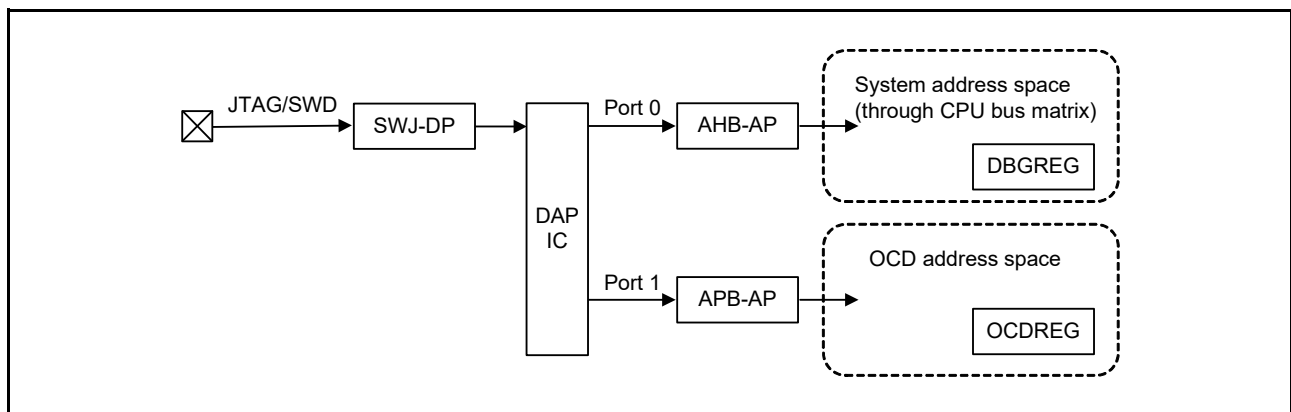 JTAG/SWD
SWJ-DP
DAP
IC
Port 0
AHB-AP
System address space
(through CPU bus matrix)
DBGREG
Port 1
APB-AP
OCD address space
OCDREG